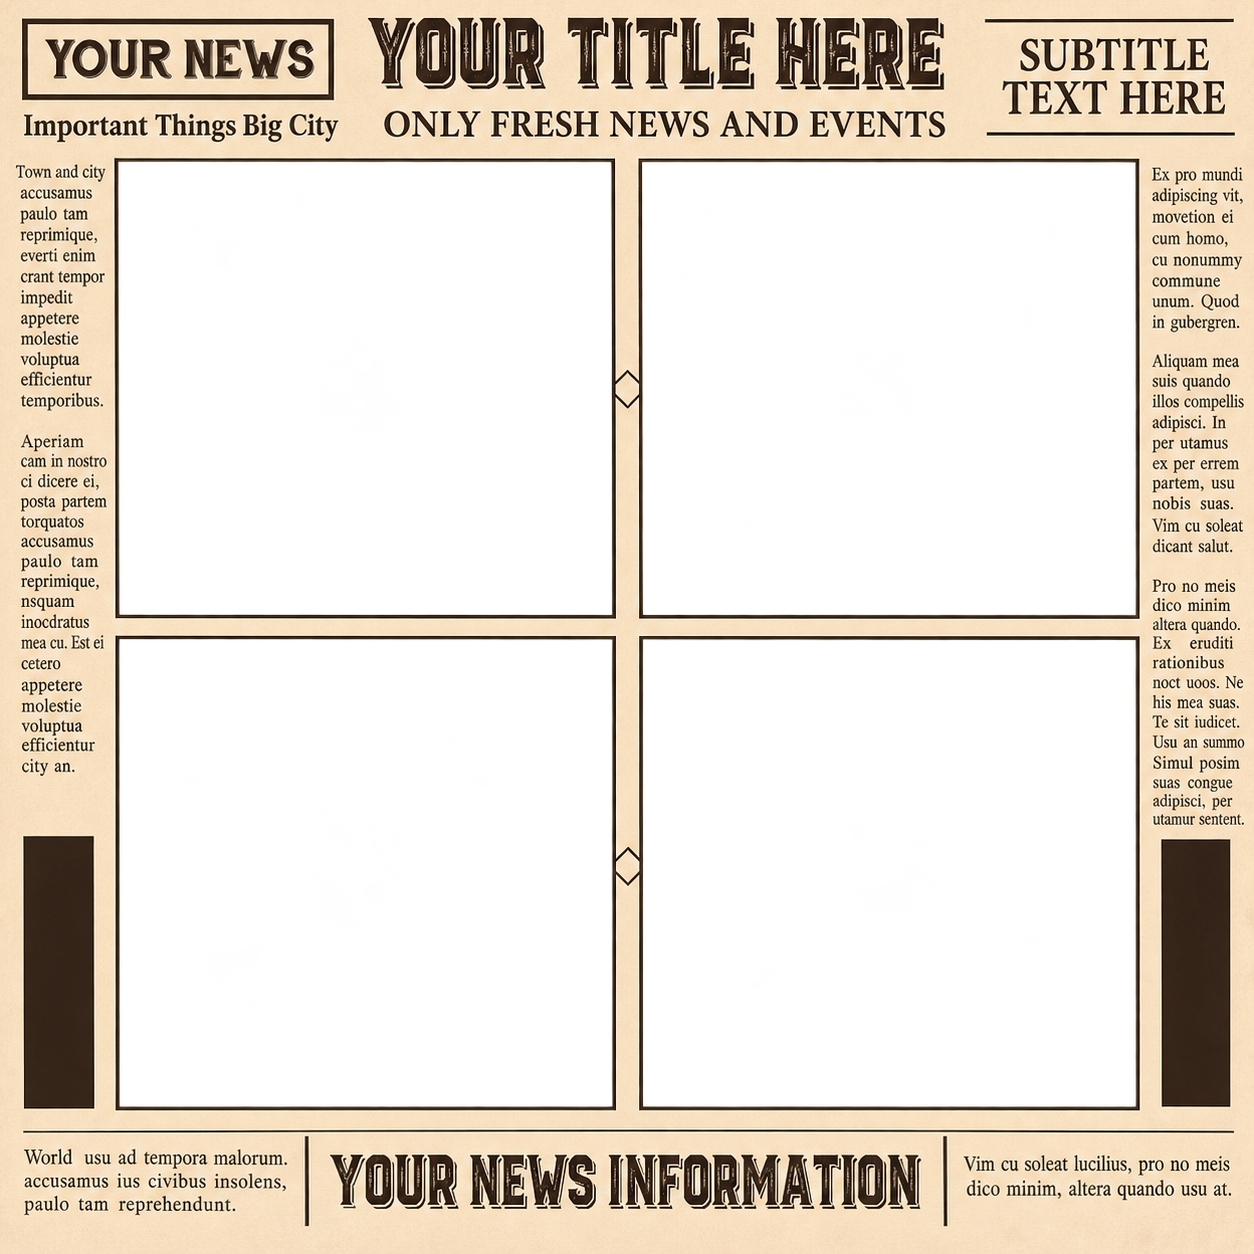 YOUR NEWS
Important Things Big City
YOUR TITLE HERE
ONLY FRESH NEWS AND EVENTS
SUBTITLE
TEXT HERE
Town and city
accusamus
paulo tam
reprimique,
everti enim
crant tempor
impedit
appetere
molestie
voluptua
efficientur
temporibus.
Aperiam
cam in nostro
ci dicere ei,
posta partem
torquatos
accusamus
paulo tam
reprimique,
nsquam
inocdratus
mea cu. Est ei
cetero
appetere
molestie
voluptua
efficientur
city an.
Ex pro mundi
adipiscing vit,
movetion ei
cum homo,
cu nonummy
commune
unum. Quod
in gubergren.
Aliquam mea
suis quando
illos compellis
adipisci. In
per utamus
ex per errem
partem, usu
nobis suas.
Vim cu soleat
dicant salut.
Pro no meis
dico minim
altera quando.
Ex eruditi
rationibus
noct uoos. Ne
his mea suas.
Te sit iudicet.
Usu an summo
Simul posim
suas congue
adipisci, per
utamur sentent.
World usu ad tempora malorum.
accusamus ius civibus insolens,
paulo tam reprehendunt.
YOUR NEWS INFORMATION
Vim cu soleat lucilius, pro no meis
dico minim, altera quando usu at.